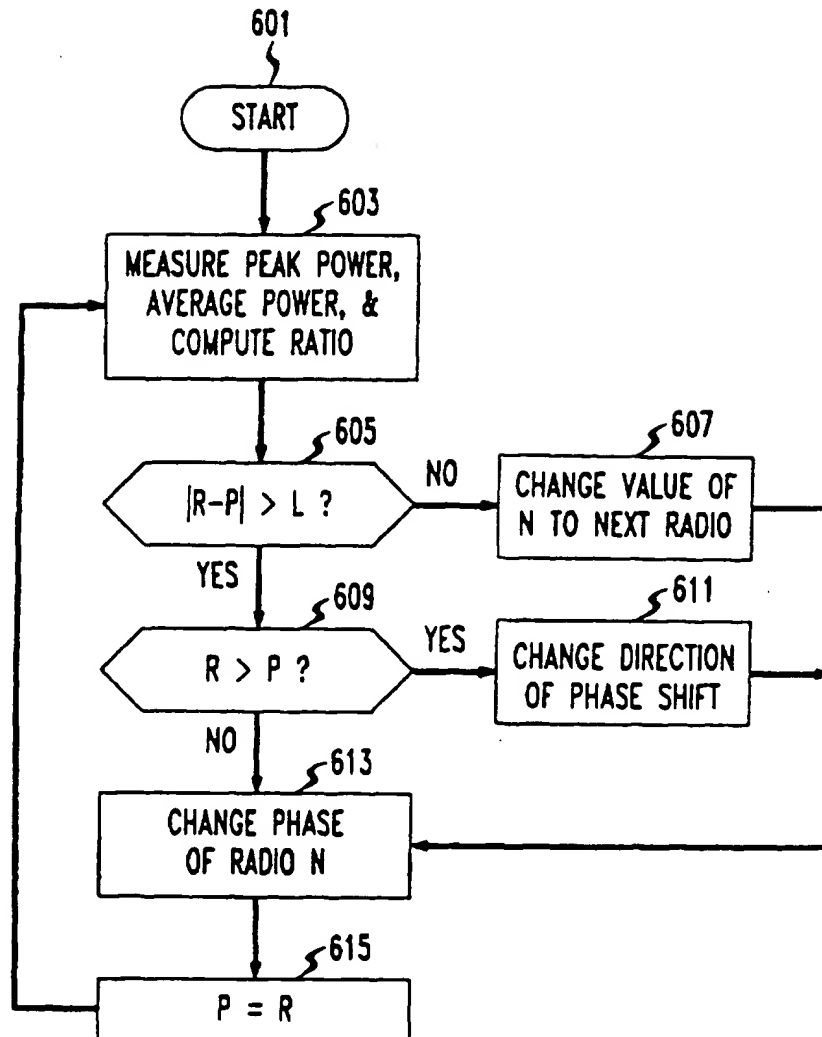 601
START
603
MEASURE PEAK POWER,
AVERAGE POWER, &
COMPUTE RATIO
605
|R-P| > L ?
NO
607
CHANGE VALUE OF
N TO NEXT RADIO
YES
609
R > P ?
YES
611
CHANGE DIRECTION
OF PHASE SHIFT
NO
613
CHANGE PHASE
OF RADIO N
615
P = R